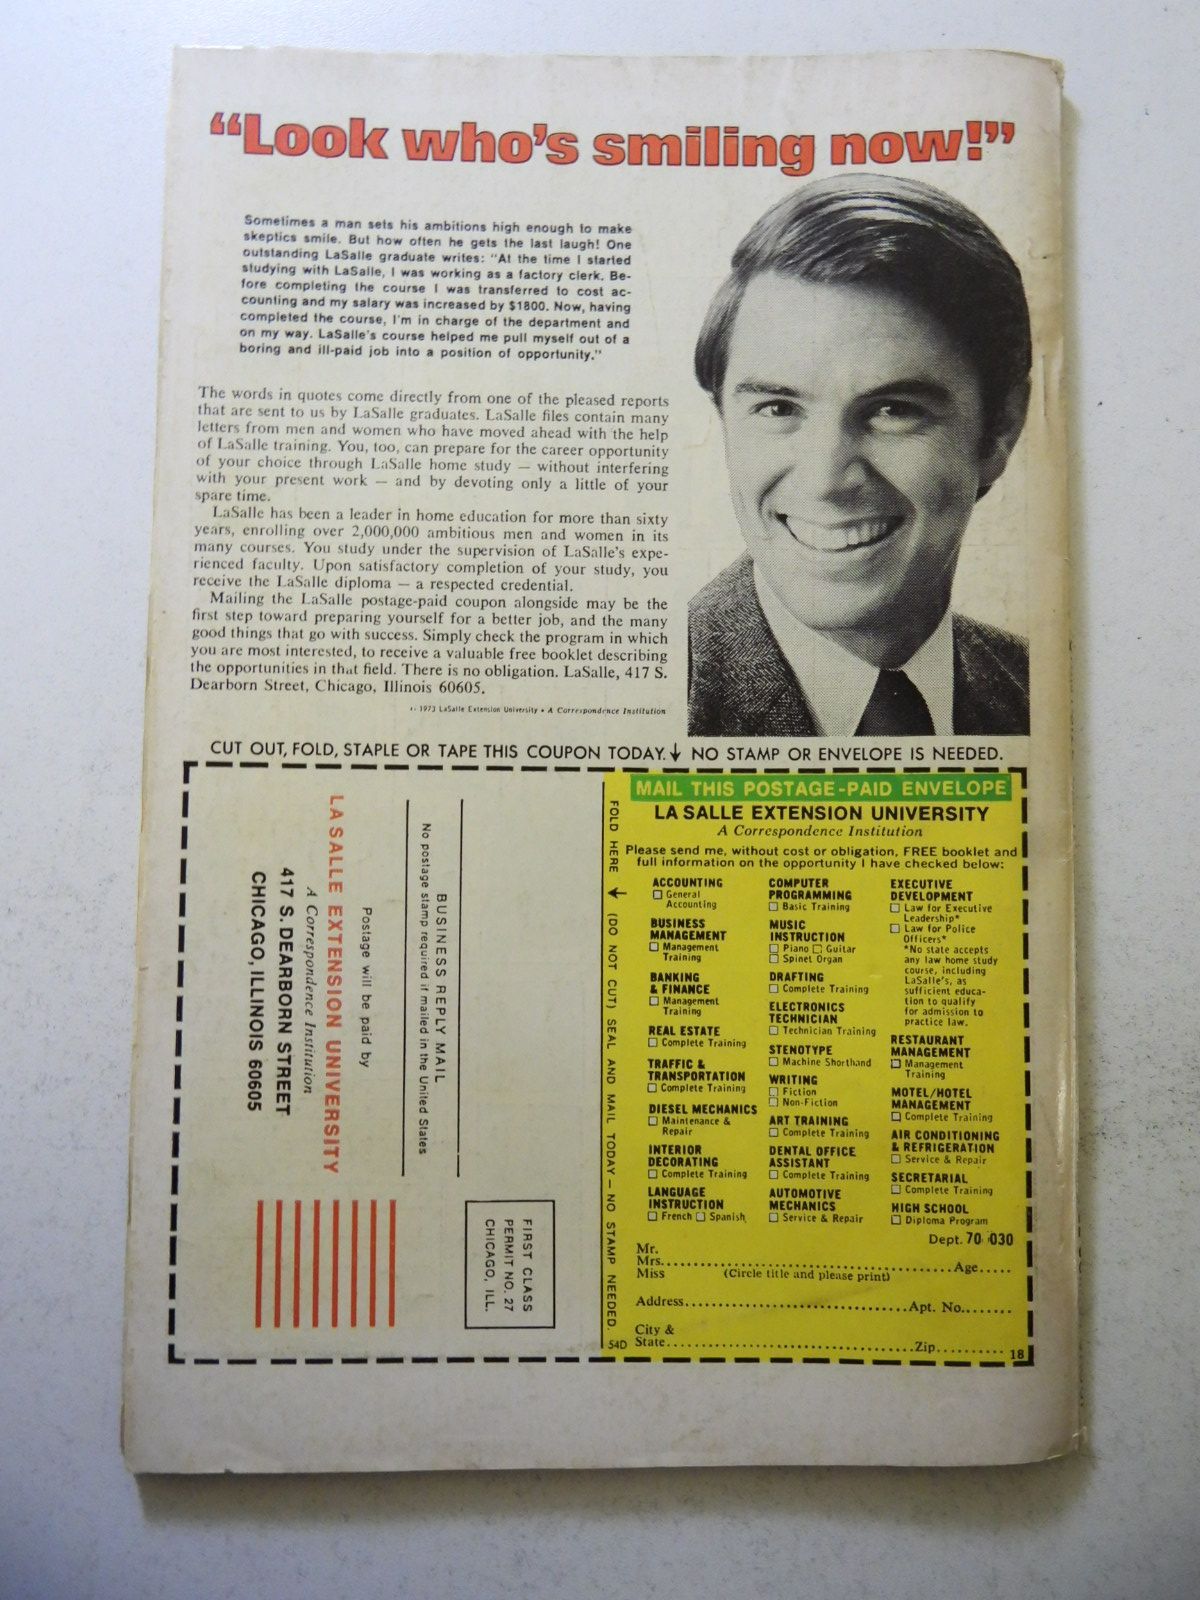 “Look who’s smiling now!”
Sometimes a man sets his ambitions high enough to make
skeptics smile. But how often he gets the last laugh! One
outstanding LaSalle graduate writes: "At the time I started
studying with LaSalle, I was working as a factory clerk. Be-
fore completing the course I was transferred to cost ac-
counting and my salary was increased by $1800. Now, having
completed the course, I'm in charge of the department and
on my way. LaSalle's course helped me pull myself out of a
boring and ill-paid job into a position of opportunity."
The words in quotes come directly from one of the pleased reports
that are sent to us by LaSalle graduates. LaSalle files contain many
letters from men and women who have moved ahead with the help
of LaSalle training. You, too, can prepare for the career opportunity
of your choice through LaSalle home study — without interfering
with your present work — and by devoting only a little of your
spare time.
LaSalle has been a leader in home education for more than sixty
years, enrolling over 2,000,000 ambitious men and women in its
many courses. You study under the supervision of LaSalle's expe-
rienced faculty. Upon satisfactory completion of your study, you
receive the LaSalle diploma — a respected credential.
Mailing the LaSalle postage-paid coupon alongside may be the
first step toward preparing yourself for a better job, and the many
good things that go with success. Simply check the program in which
you are most interested, to receive a valuable free booklet describing
the opportunities in that field. There is no obligation. LaSalle, 417 S.
Dearborn Street, Chicago, Illinois 60605.
1973 LaSalle Extension University • A Correspondence Institution
CUT OUT, FOLD, STAPLE OR TAPE THIS COUPON TODAY. ↓ NO STAMP OR ENVELOPE IS NEEDED.
FIRST CLASS
PERMIT NO. 27
CHICAGO, ILL.
BUSINESS REPLY MAIL
No postage stamp required if mailed in the United States
Postage will be paid by
LA SALLE EXTENSION UNIVERSITY
A Correspondence Institution
417 S. DEARBORN STREET
CHICAGO, ILLINOIS 60605
FOLD HERE ↓ (DO NOT CUT) SEAL AND MAIL TODAY — NO STAMP NEEDED.
54D
MAIL THIS POSTAGE-PAID ENVELOPE
LA SALLE EXTENSION UNIVERSITY
A Correspondence Institution
Please send me, without cost or obligation, FREE booklet and
full information on the opportunity I have checked below:
ACCOUNTING
☐ General
Accounting
BUSINESS
MANAGEMENT
☐ Management
Training
BANKING
& FINANCE
☐ Management
Training
REAL ESTATE
☐ Complete Training
TRAFFIC &
TRANSPORTATION
☐ Complete Training
DIESEL MECHANICS
☐ Maintenance &
Repair
INTERIOR
DECORATING
☐ Complete Training
LANGUAGE
INSTRUCTION
☐ French ☐ Spanish
COMPUTER
PROGRAMMING
☐ Basic Training
MUSIC
INSTRUCTION
☐ Piano ☐ Guitar
☐ Spinet Organ
DRAFTING
☐ Complete Training
ELECTRONICS
TECHNICIAN
☐ Technician Training
STENOTYPE
☐ Machine Shorthand
WRITING
☐ Fiction
☐ Non-Fiction
ART TRAINING
☐ Complete Training
DENTAL OFFICE
ASSISTANT
☐ Complete Training
AUTOMOTIVE
MECHANICS
☐ Service & Repair
EXECUTIVE
DEVELOPMENT
☐ Law for Executive
Leadership*
☐ Law for Police
Officers*
*No state accepts
any law home study
course, including
LaSalle's, as
sufficient educa-
tion to qualify
for admission to
practice law.
RESTAURANT
MANAGEMENT
☐ Management
Training
MOTEL/HOTEL
MANAGEMENT
☐ Complete Training
AIR CONDITIONING
& REFRIGERATION
☐ Service & Repair
SECRETARIAL
☐ Complete Training
HIGH SCHOOL
☐ Diploma Program
Dept. 70 030
Mr.
Mrs.....Age.....
Miss (Circle title and please print)
Address.....Apt. No.....
City &
State.....Zip.....
18